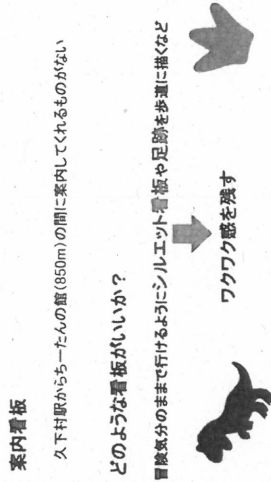 案内看板
久下村駅からちーたんの館(850m)の間に案内してくれるものがない
どのような看板がいいか？
冒険気分のままで行けるようにシルエット看板や足跡を歩道に描くなど
ワクワク感を残す